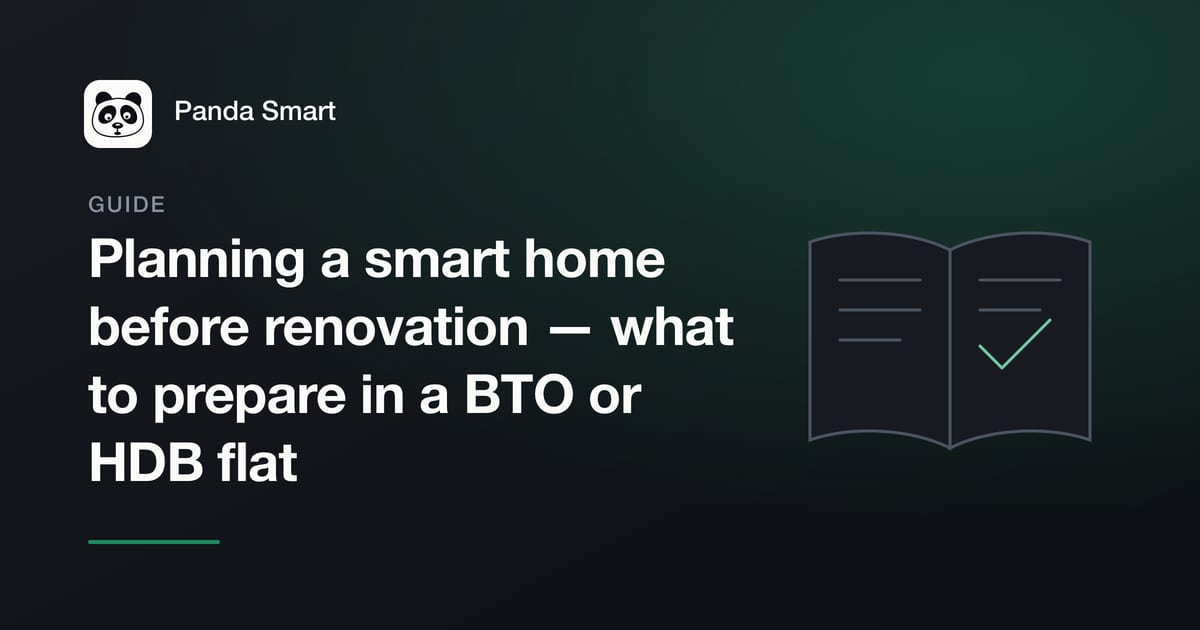 Panda Smart
GUIDE
Planning a smart home
before renovation — what
to prepare in a BTO or
HDB flat